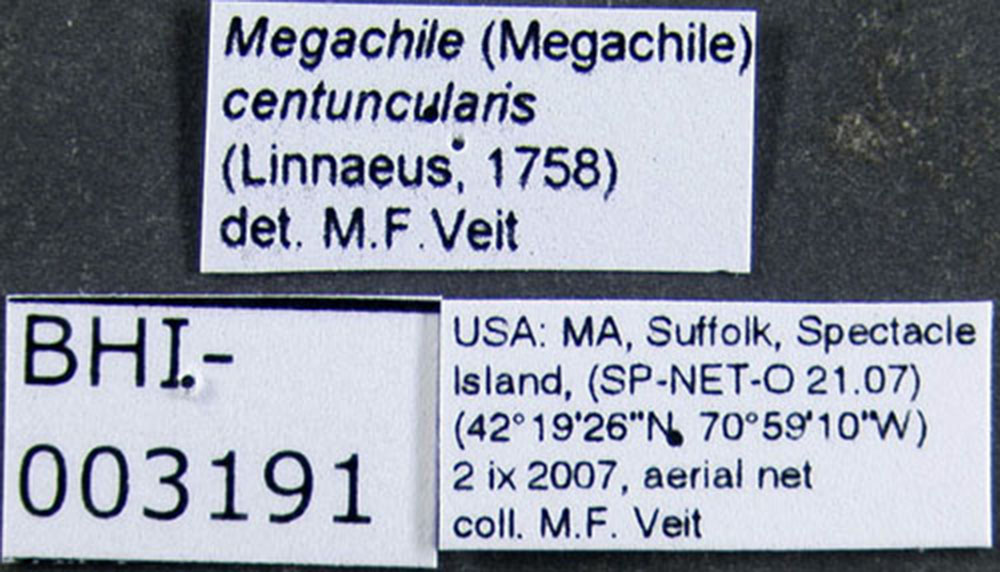 Megachile (Megachile)
centuncularis
(Linnaeus, 1758)
det. M.F. Veit
BHI-
003191
USA: MA, Suffolk, Spectacle
Island, (SP-NET-O 21.07)
(42°19'26"N, 70°59'10"W)
2 ix 2007, aerial net
coll. M.F. Veit